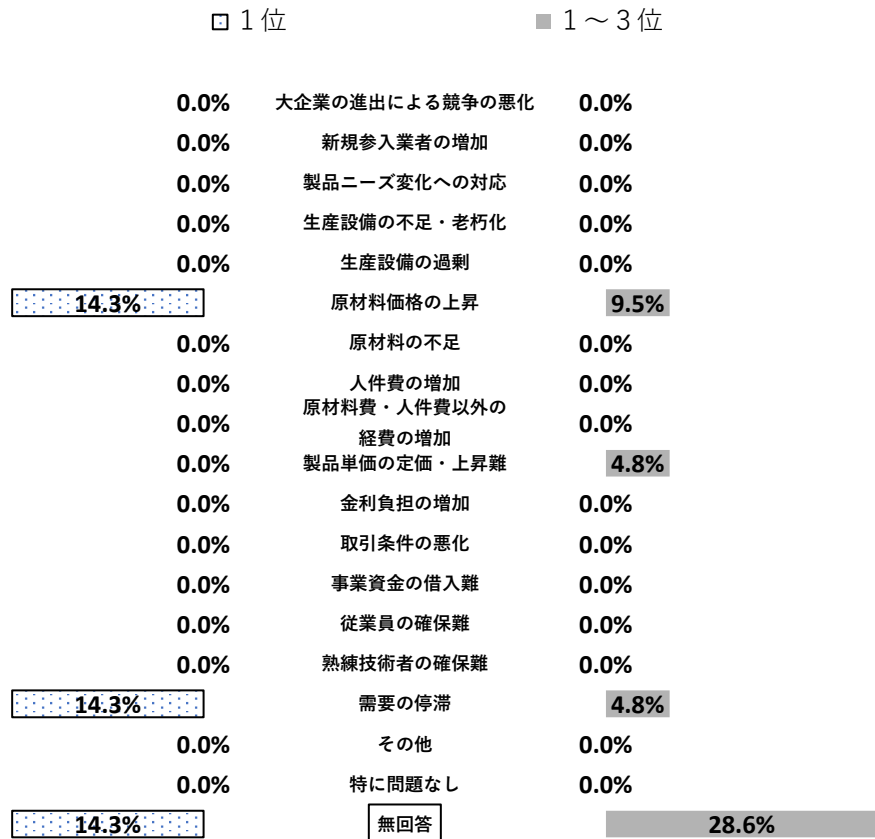 １位 １～３位
0.0% 大企業の進出による競争の悪化 0.0%
0.0% 新規参入業者の増加 0.0%
0.0% 製品ニーズ変化への対応 0.0%
0.0% 生産設備の不足・老朽化 0.0%
0.0% 生産設備の過剰 0.0%
14.3% 原材料価格の上昇 9.5%
0.0% 原材料の不足 0.0%
0.0% 人件費の増加 0.0%
原材料費・人件費以外の
0.0% 0.0%
経費の増加
0.0% 製品単価の定価・上昇難 4.8%
0.0% 金利負担の増加 0.0%
0.0% 取引条件の悪化 0.0%
0.0% 事業資金の借入難 0.0%
0.0% 従業員の確保難 0.0%
0.0% 熟練技術者の確保難 0.0%
14.3% 需要の停滞 4.8%
0.0% その他 0.0%
0.0% 特に問題なし 0.0%
14.3% 無回答 28.6%